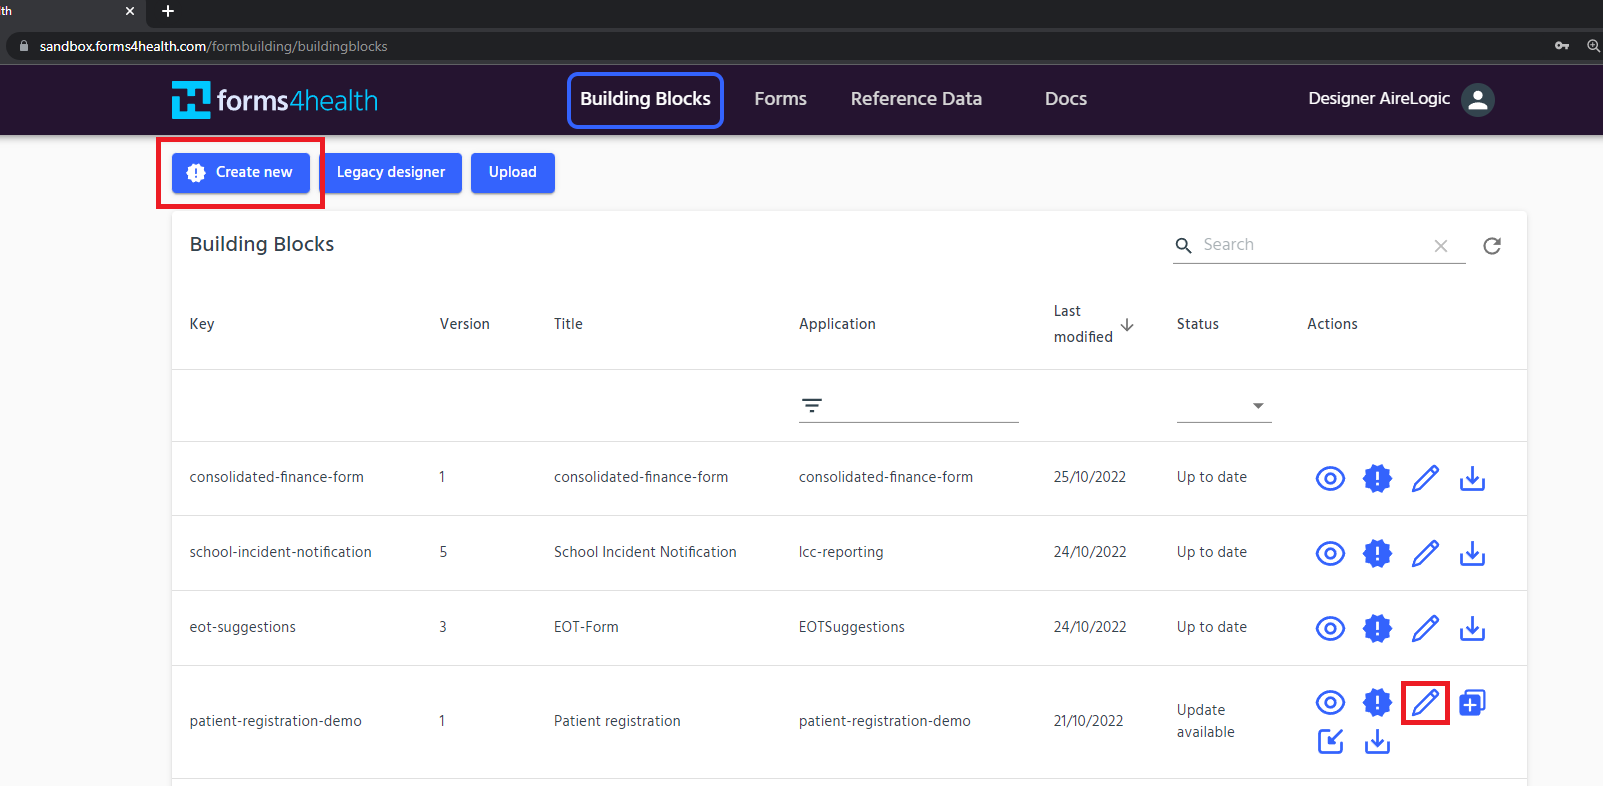 th
sandbox.forms4health.com/formbuilding/buildingblocks
forms4health
Building Blocks
Forms
Reference Data
Docs
Designer AireLogic
Create new
Legacy designer
Upload
Building Blocks
Search
Key
Version
Title
Application
Last
modified
Status
Actions
consolidated-finance-form 1 consolidated-finance-form consolidated-finance-form 25/10/2022 Up to date
school-incident-notification 5 School Incident Notification lcc-reporting 24/10/2022 Up to date
eot-suggestions 3 EOT-Form EOTSuggestions 24/10/2022 Up to date
patient-registration-demo 1 Patient registration patient-registration-demo 21/10/2022
Update
available